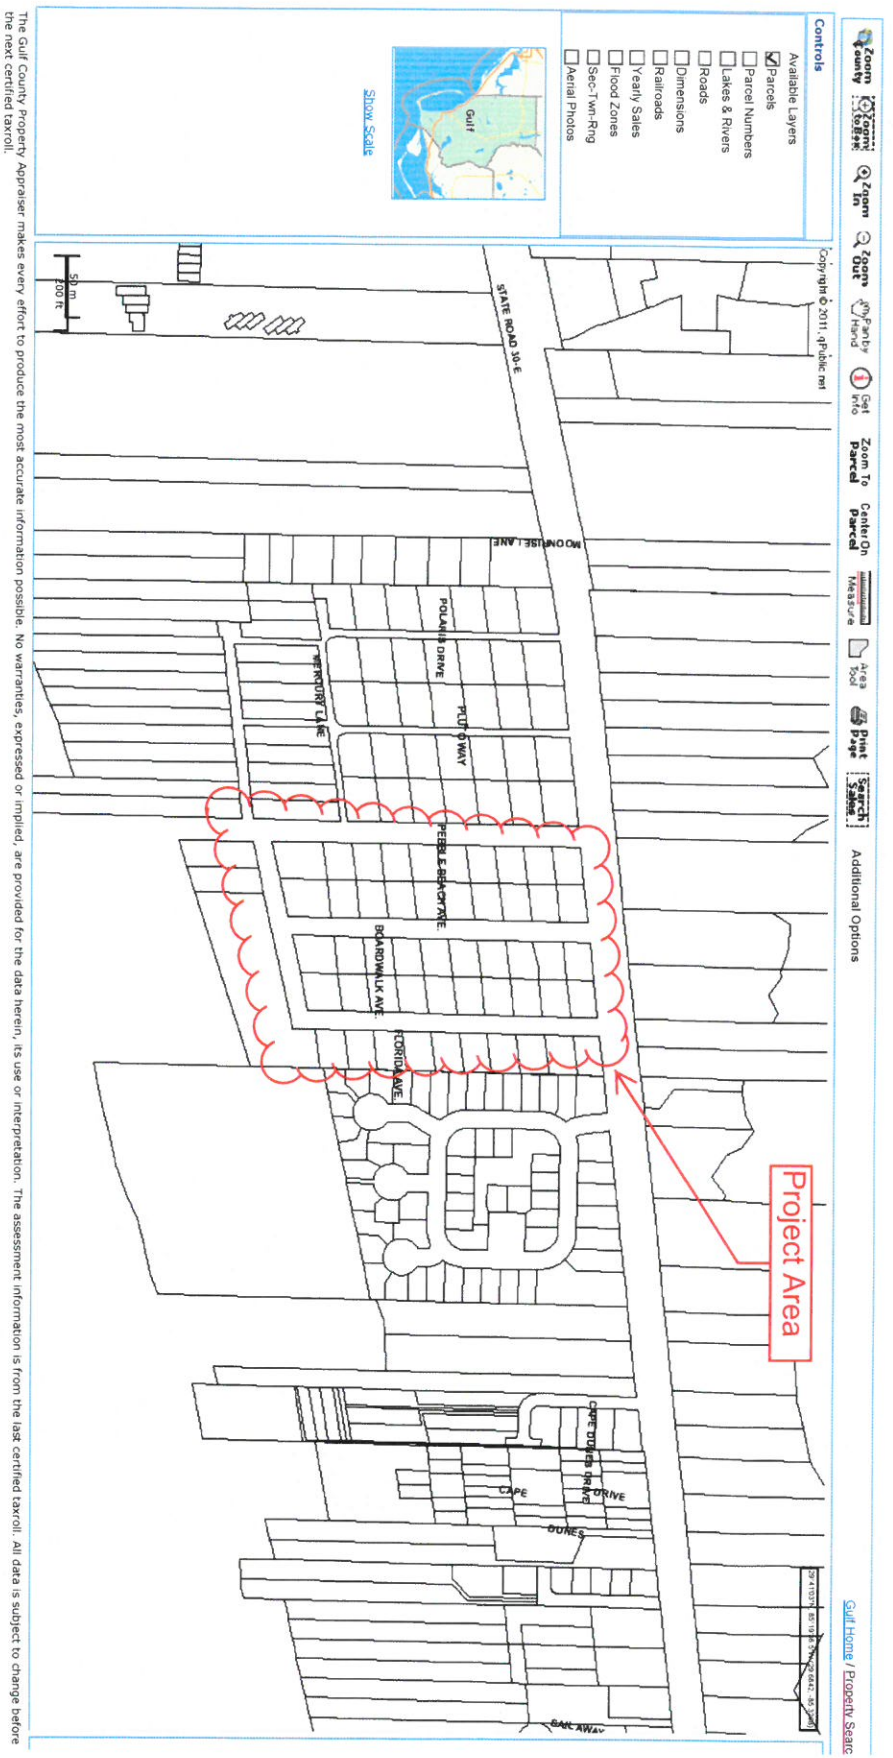 Gulf Home / Property Searc
Zoom County
Zoom to Box
Zoom In
Zoom Out
Pan by Hand
Get Info
Zoom To Parcel
Center On Parcel
Measure
Area Tool
Print Page
Search Sales
Additional Options
Controls
Available Layers
Parcels
Parcel Numbers
Lakes & Rivers
Roads
Dimensions
Railroads
Yearly Sales
Flood Zones
Sec-Twn-Rng
Aerial Photos
Gulf
Show Scale
Copyright © 2011, qPublic.net
Project Area
STATE ROAD 30-E
MOONRISE LANE
POLARIS DRIVE
PLUTO WAY
MERCURY LANE
PEBBLE BEACH AVE.
BOARDWALK AVE.
FLORIDA AVE.
CAPE DUNES DRIVE
CAPE
DUNES
DRIVE
SAIL AWAY
50 m
200 ft
The Gulf County Property Appraiser makes every effort to produce the most accurate information possible. No warranties, expressed or implied, are provided for the data herein, its use or interpretation. The assessment information is from the last certified taxroll. All data is subject to change before
the next certified taxroll.